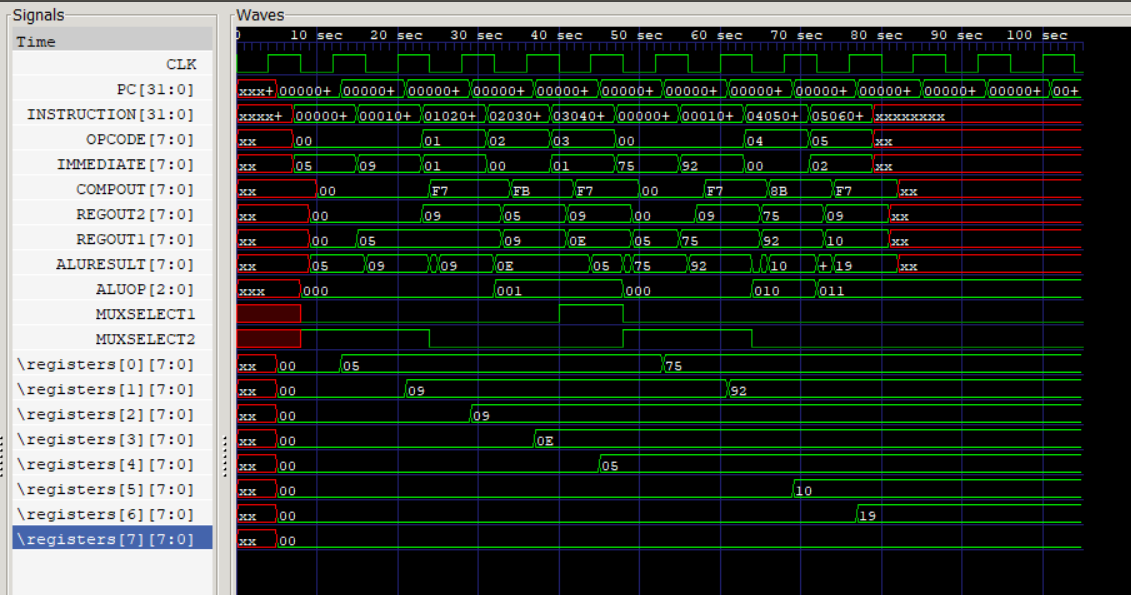 Signals Waves
Time 0 10 sec 20 sec 30 sec 40 sec 50 sec 60 sec 70 sec 80 sec 90 sec 100 sec
CLK
PC[31:0] xxx+ 00000+ 00000+ 00000+ 00000+ 00000+ 00000+ 00000+ 00000+ 00000+ 00000+ 00000+ 00000+ 00+
INSTRUCTION[31:0] xxxx+ 00000+ 00010+ 01020+ 02030+ 03040+ 00000+ 00010+ 04050+ 05060+ xxxxxxxx
OPCODE[7:0] xx 00 01 02 03 00 04 05 xx
IMMEDIATE[7:0] xx 05 09 01 00 01 75 92 00 02 xx
COMPOUT[7:0] xx 00 F7 FB F7 00 F7 8B F7 xx
REGOUT2[7:0] xx 00 09 05 09 00 09 75 09 xx
REGOUT1[7:0] xx 00 05 09 0E 05 75 92 10 xx
ALURESULT[7:0] xx 05 09 09 0E 05 75 92 10 + 19 xx
ALUOP[2:0] xxx 000 001 000 010 011
MUXSELECT1
MUXSELECT2
\registers[0][7:0] xx 00 05 75
\registers[1][7:0] xx 00 09 92
\registers[2][7:0] xx 00 09
\registers[3][7:0] xx 00 0E
\registers[4][7:0] xx 00 05
\registers[5][7:0] xx 00 10
\registers[6][7:0] xx 00 19
\registers[7][7:0] xx 00